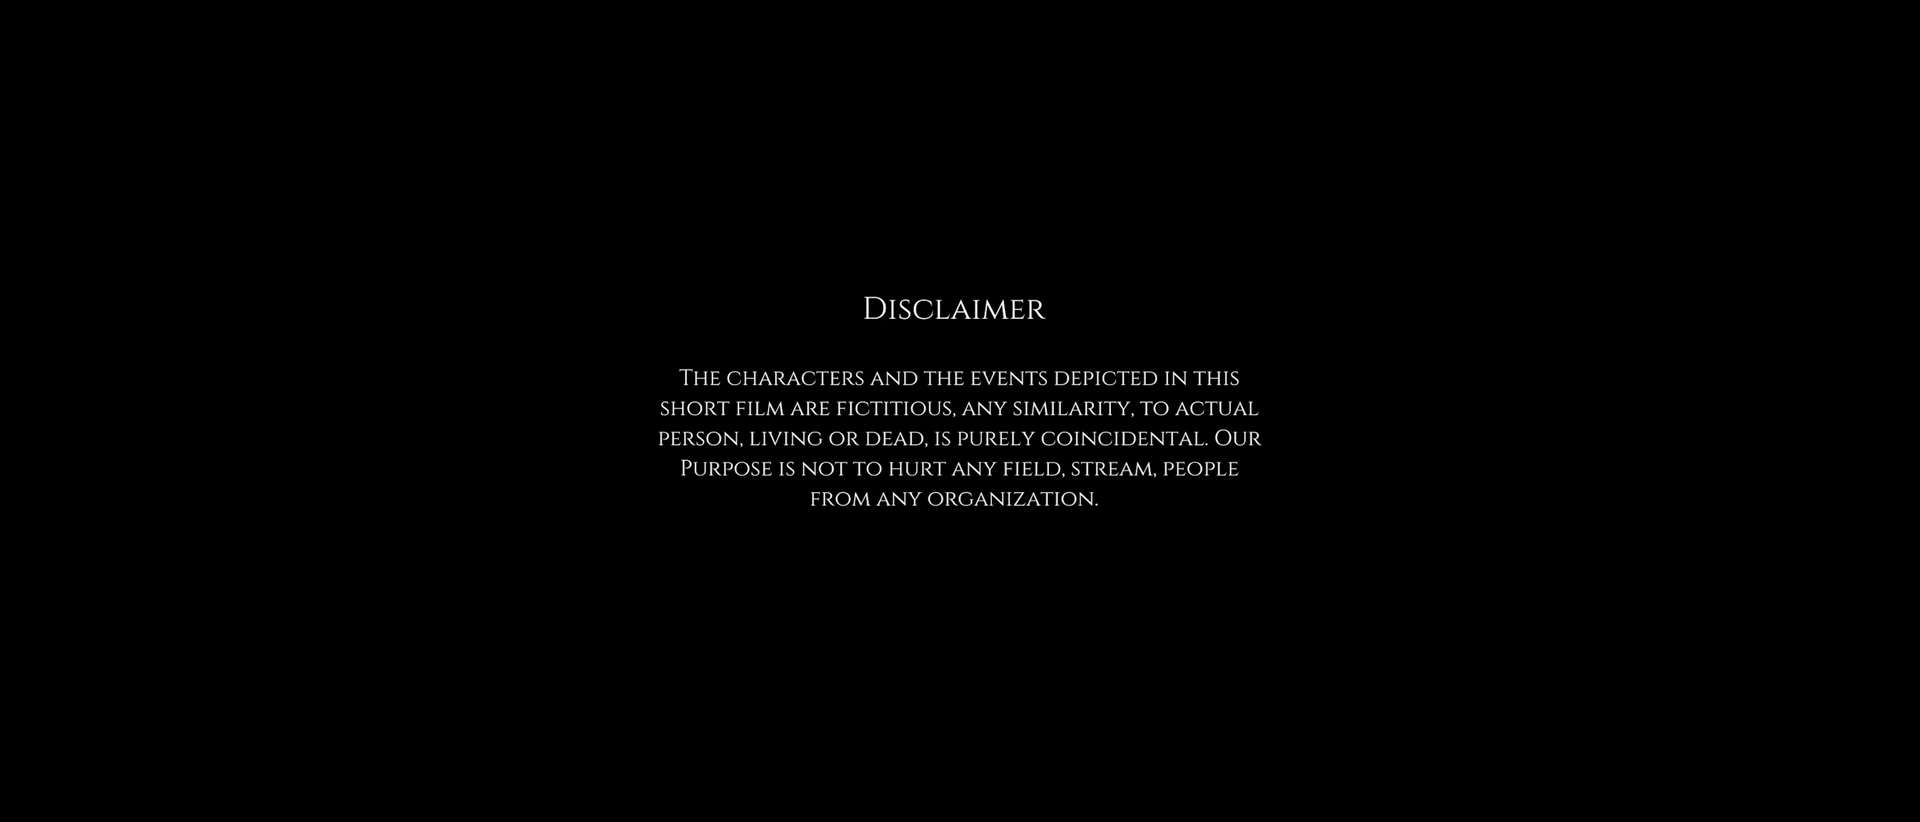 Disclaimer
The characters and the events depicted in this
short film are fictitious, any similarity, to actual
person, living or dead, is purely coincidental. Our
Purpose is not to hurt any field, stream, people
from any organization.